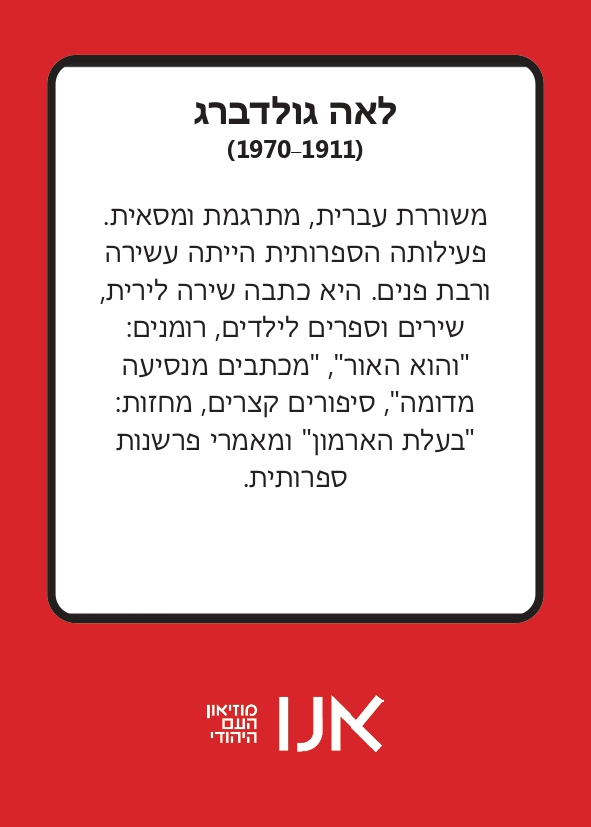 לאה גולדברג
(1970–1911)
משוררת עברית, מתרגמת ומסאית.
פעילותה הספרותית הייתה עשירה
ורבת פנים. היא כתבה שירה לירית,
שירים וספרים לילדים, רומנים:
"והוא האור", "מכתבים מנסיעה
מדומה", סיפורים קצרים, מחזות:
"בעלת הארמון" ומאמרי פרשנות
ספרותית.
אנו
מוזיאון
העם
היהודי